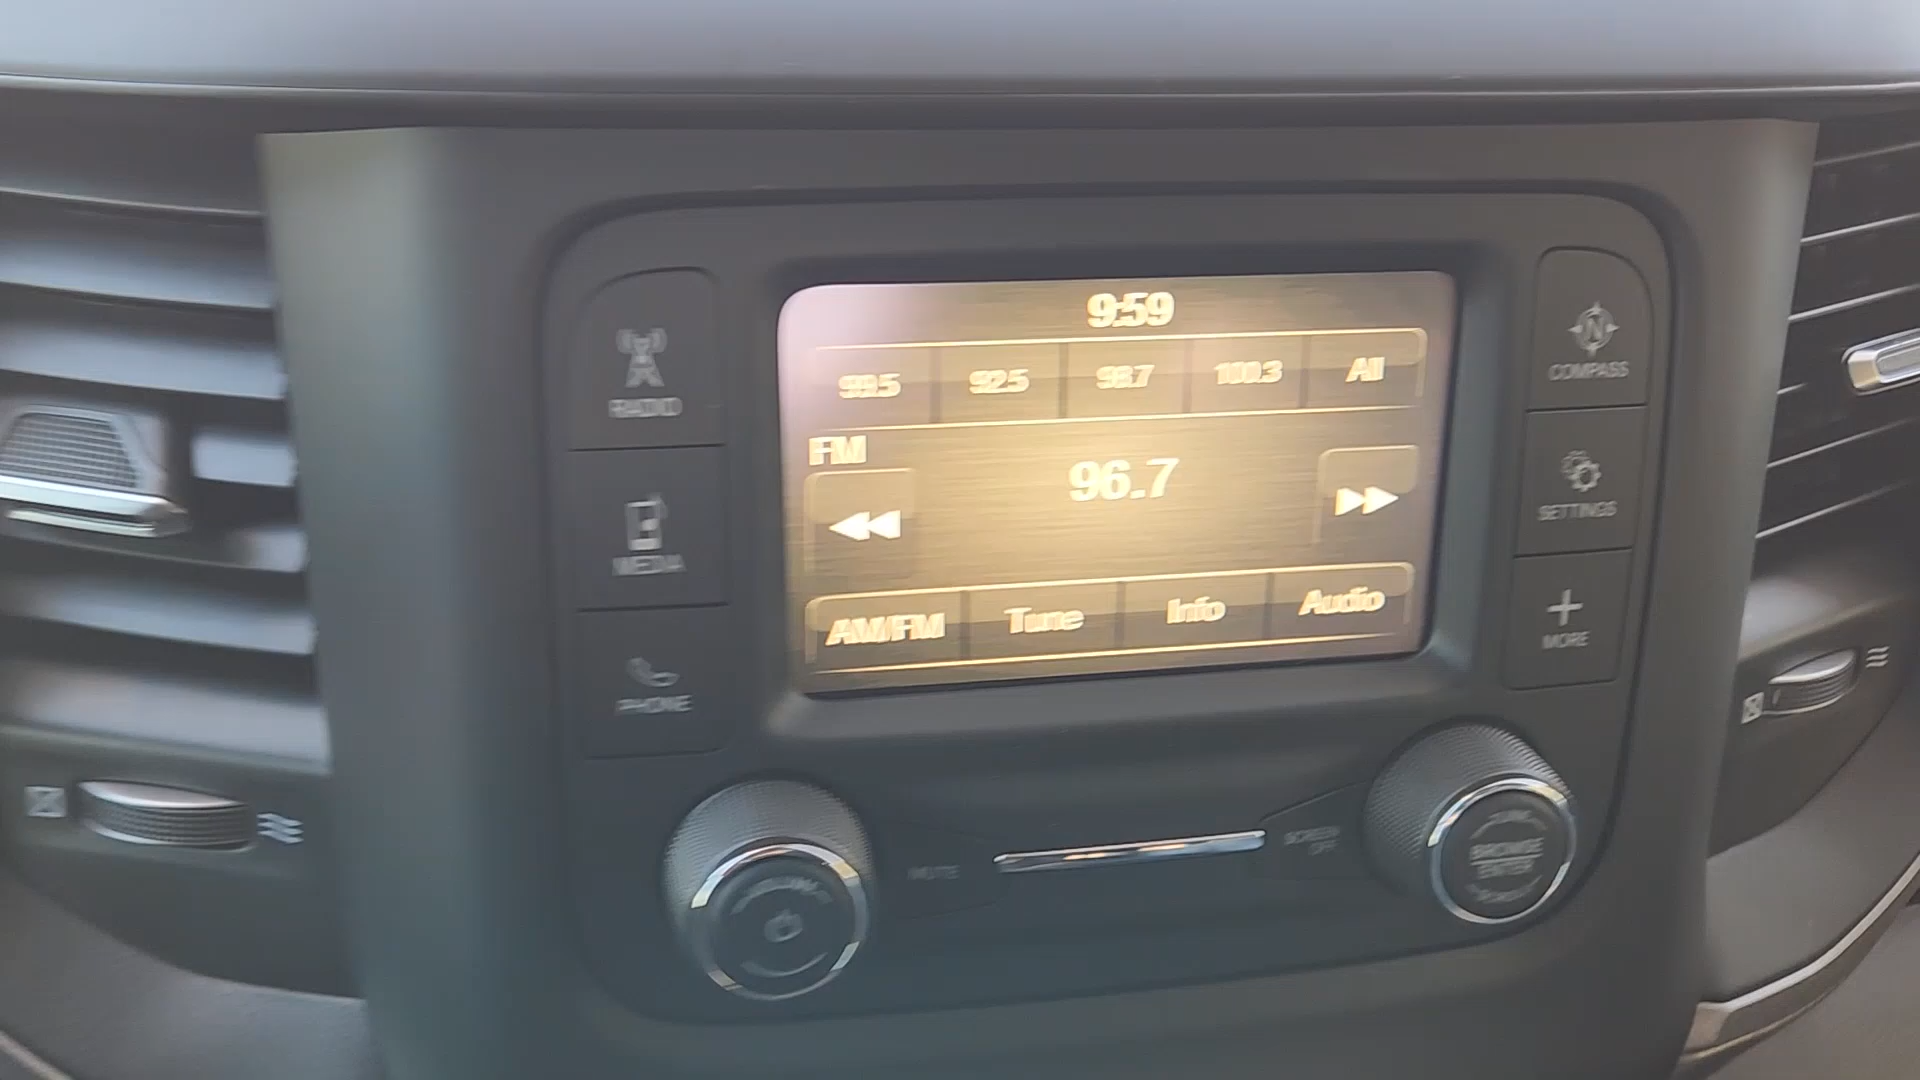 9:59
99.5 92.5 98.7 100.3 All
FM
96.7
AM/FM Tune Info Audio
RADIO
MEDIA
PHONE
N
COMPASS
SETTINGS
MORE
MUTE
SCREEN
OFF
BROWSE
ENTER